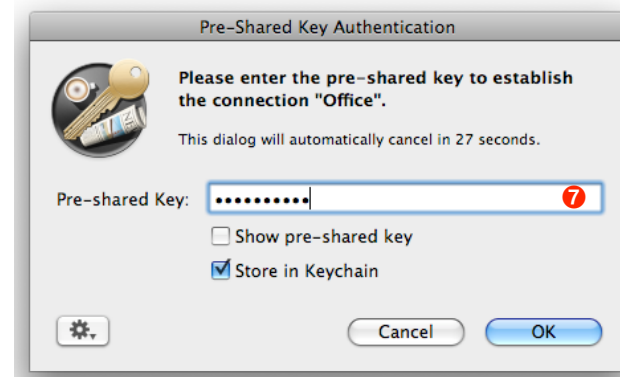 Pre-Shared Key Authentication
Please enter the pre-shared key to establish
the connection "Office".
This dialog will automatically cancel in 27 seconds.
Pre-shared Key: •••••••••• 7
Show pre-shared key
Store in Keychain
Cancel OK